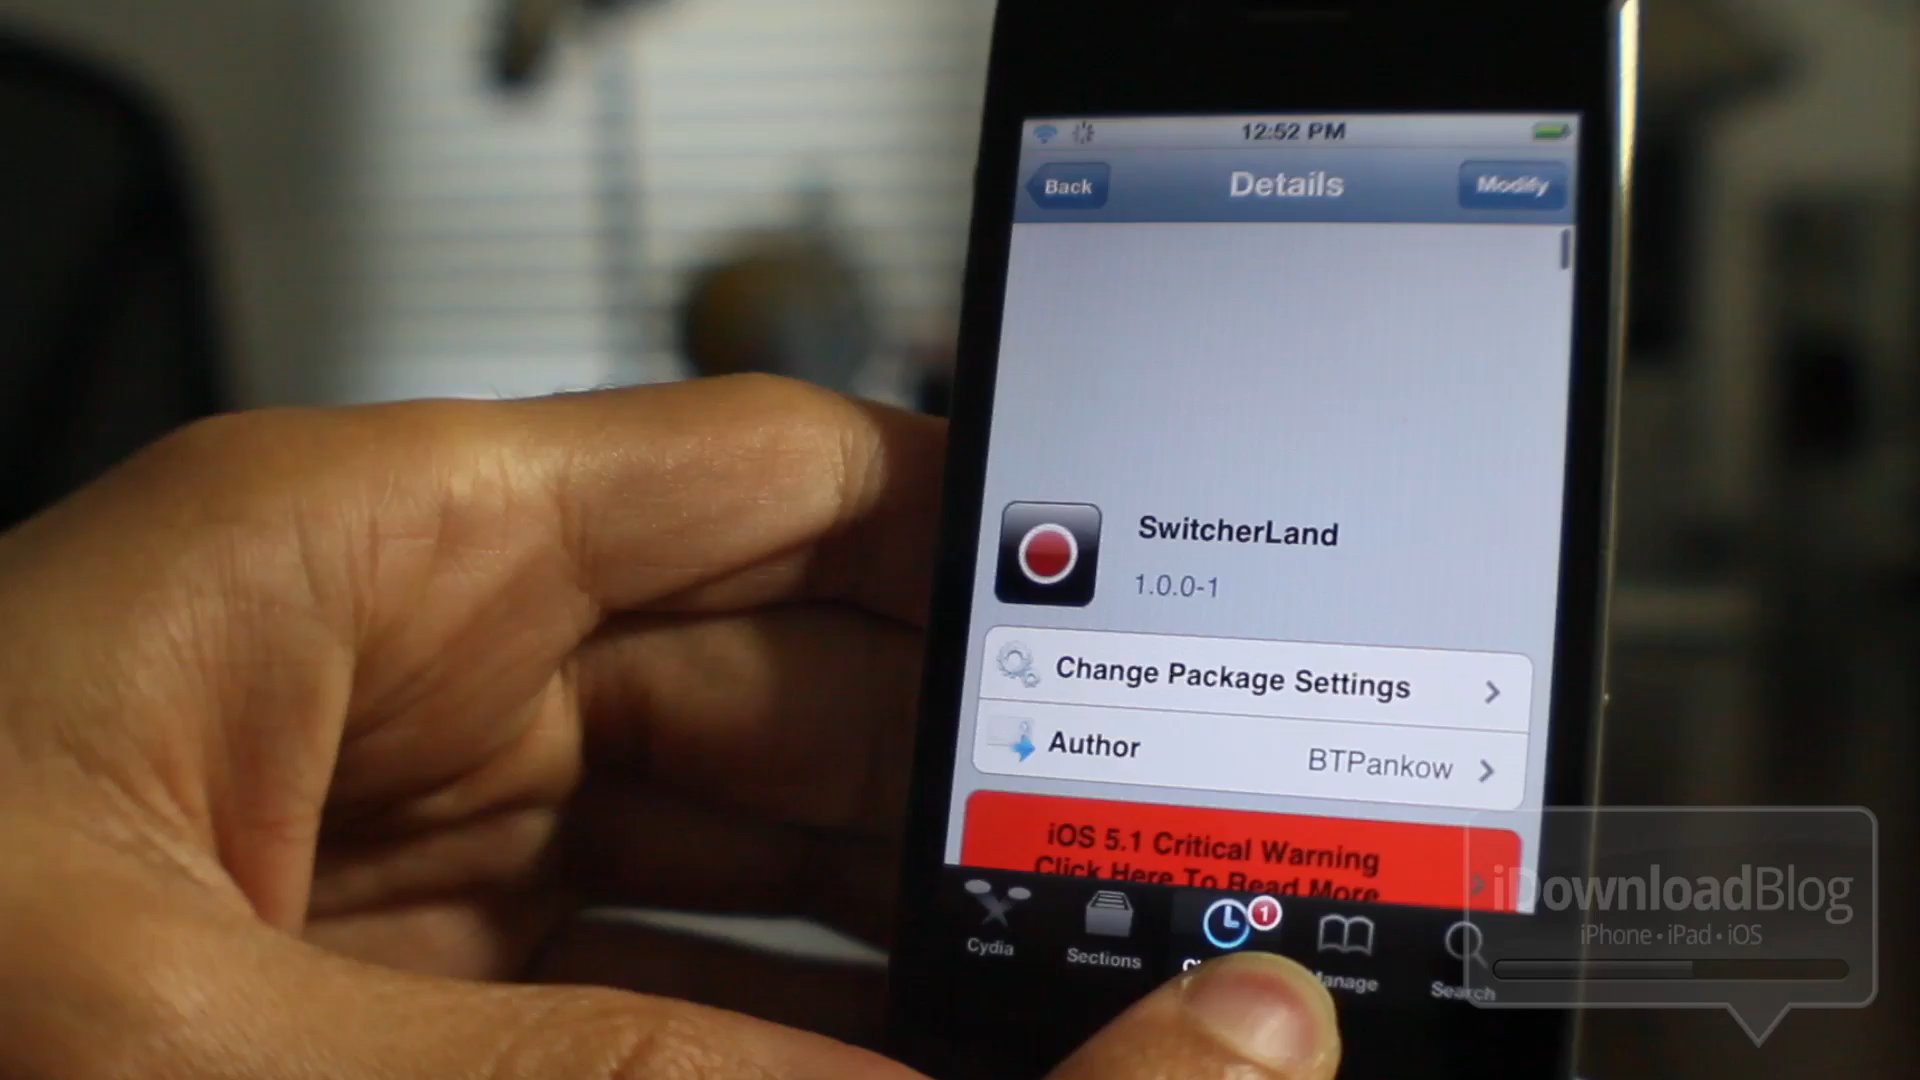 12:52 PM
Back
Details
Modify
SwitcherLand
1.0.0-1
Change Package Settings
Author
BTPankow
iOS 5.1 Critical Warning
Click Here To Read More
1
Cydia
Sections
Search
iDownloadBlog
iPhone • iPad • iOS